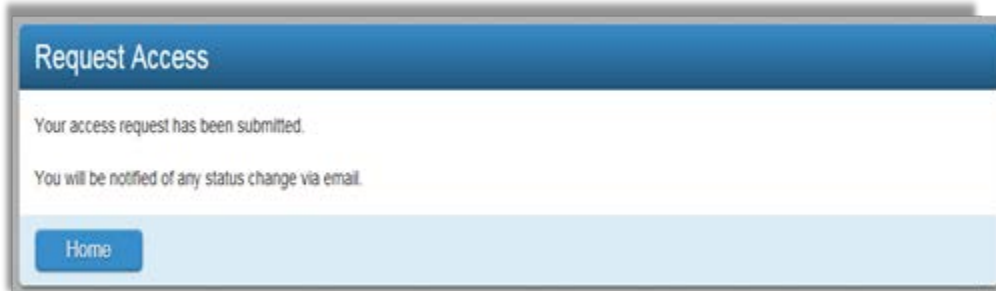 Request Access
Your access request has been submitted.
You will be notified of any status change via email.
Home